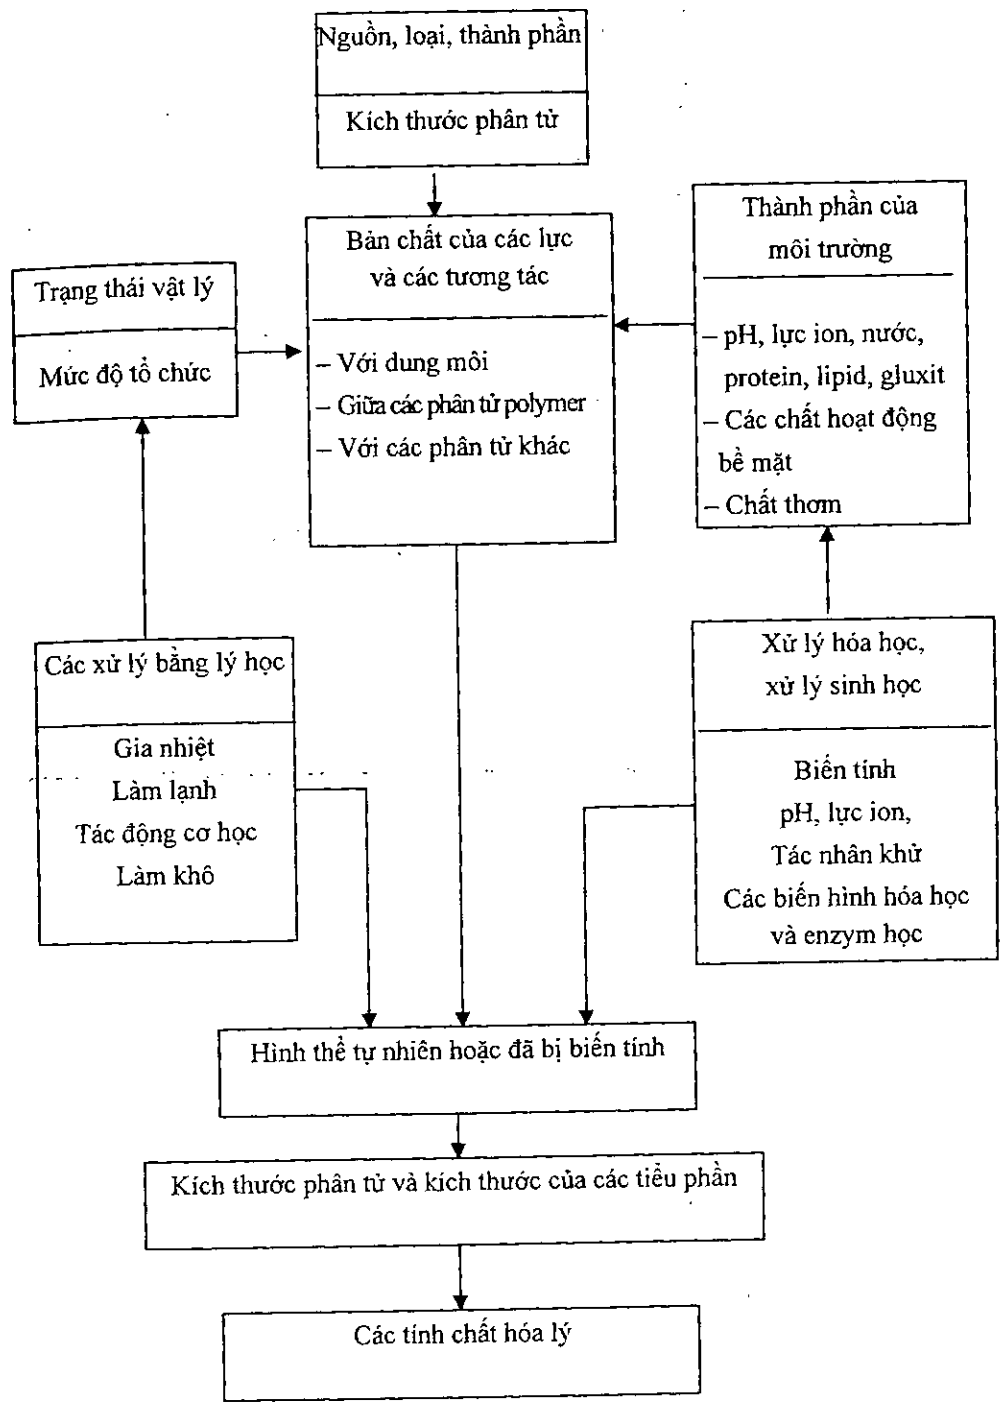 Nguồn, loại, thành phần
Kích thước phân tử
Bản chất của các lực
và các tương tác
– Với dung môi
– Giữa các phân tử polymer
– Với các phân tử khác
Trạng thái vật lý
Mức độ tổ chức
Thành phần của
môi trường
– pH, lực ion, nước,
protein, lipid, gluxit
– Các chất hoạt động
bề mặt
– Chất thơm
Các xử lý bằng lý học
Gia nhiệt
Làm lạnh
Tác động cơ học
Làm khô
Xử lý hóa học,
xử lý sinh học
Biến tính
pH, lực ion,
Tác nhân khử
Các biến hình hóa học
và enzym học
Hình thể tự nhiên hoặc đã bị biến tính
Kích thước phân tử và kích thước của các tiểu phần
Các tính chất hóa lý